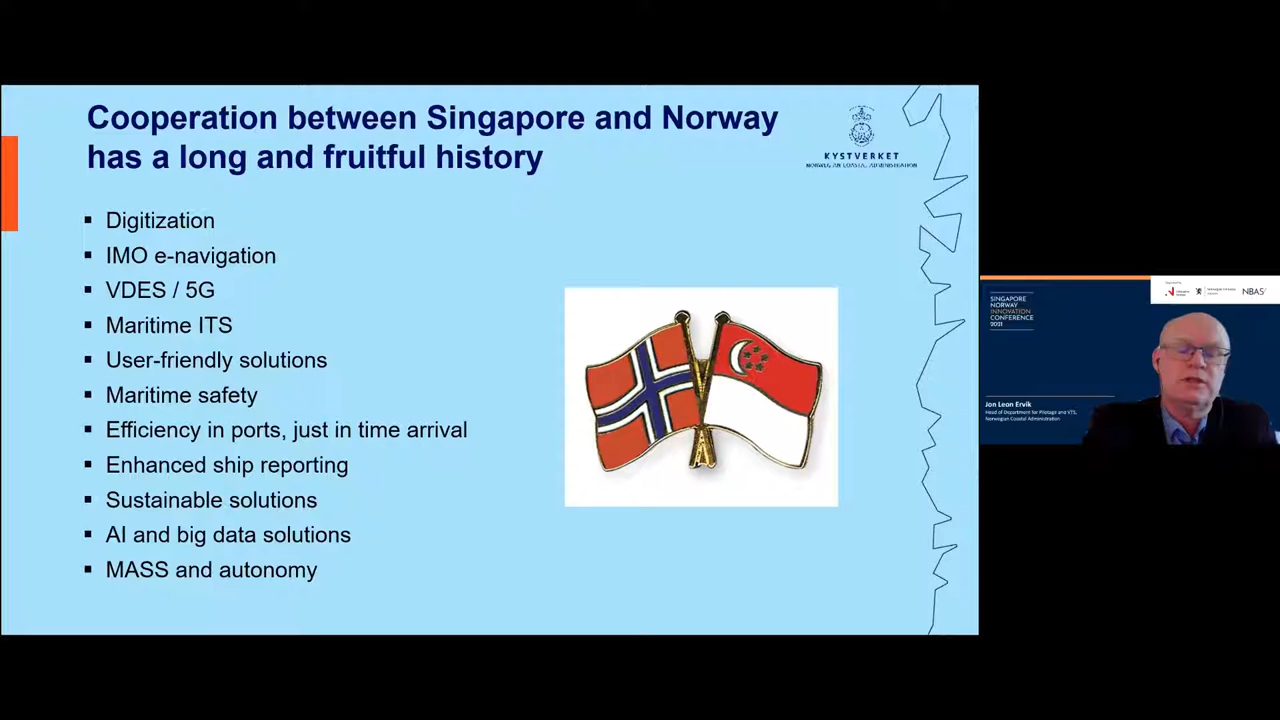 Cooperation between Singapore and Norway
has a long and fruitful history
KYSTVERKET
NORWEGIAN COASTAL ADMINISTRATION
▪ Digitization
▪ IMO e-navigation
▪ VDES / 5G
▪ Maritime ITS
▪ User-friendly solutions
▪ Maritime safety
▪ Efficiency in ports, just in time arrival
▪ Enhanced ship reporting
▪ Sustainable solutions
▪ AI and big data solutions
▪ MASS and autonomy
SINGAPORE
NORWAY
INNOVATION
CONFERENCE
2021
NBAS
Jon Leon Ervik
Head of Department for Pilotage and VTS,
Norwegian Coastal Administration